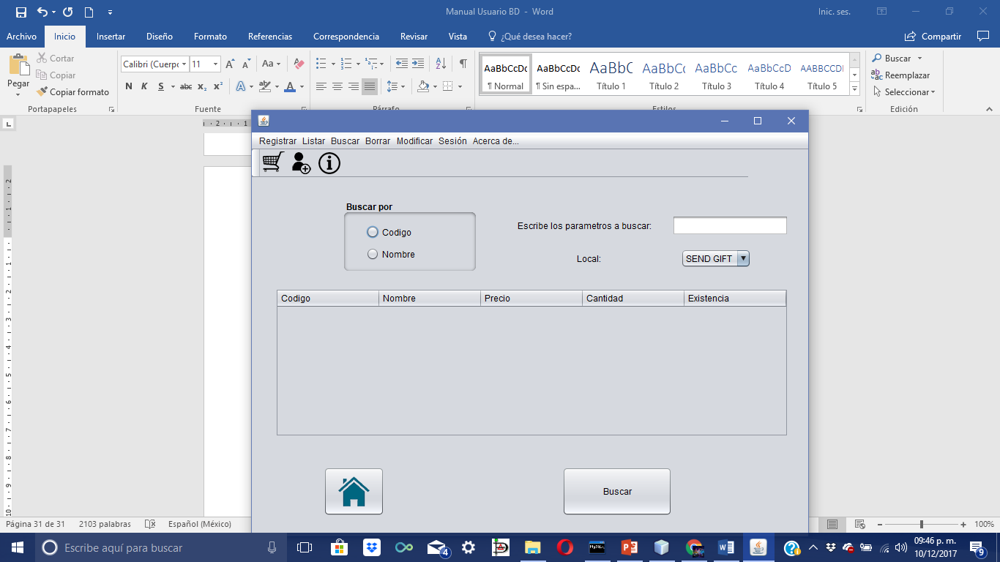 Manual Usuario BD - Word
Inic. ses.
Archivo Inicio Insertar Diseño Formato Referencias Correspondencia Revisar Vista ¿Qué desea hacer? Compartir
Pegar
Cortar
Copiar
Copiar formato
Portapapeles
Calibri (Cuerpo 11
N K S abc x₂ x²
Fuente
Párrafo
AaBbCcDc
¶ Normal
AaBbCcDc
¶ Sin espa...
AaBbC
Título 1
AaBbCc
Título 2
AaBbCc
Título 3
AaBbCcD
Título 4
AABBCCDI
Título 5
Estilos
Buscar
Reemplazar
Seleccionar
Edición
Registrar Listar Buscar Borrar Modificar Sesión Acerca de...
Buscar por
Codigo
Nombre
Escribe los parametros a buscar:
Local:
SEND GIFT
Codigo Nombre Precio Cantidad Existencia
Buscar
Página 31 de 31 2103 palabras Español (México)
100%
Escribe aquí para buscar
4
09:46 p. m.
10/12/2017
9